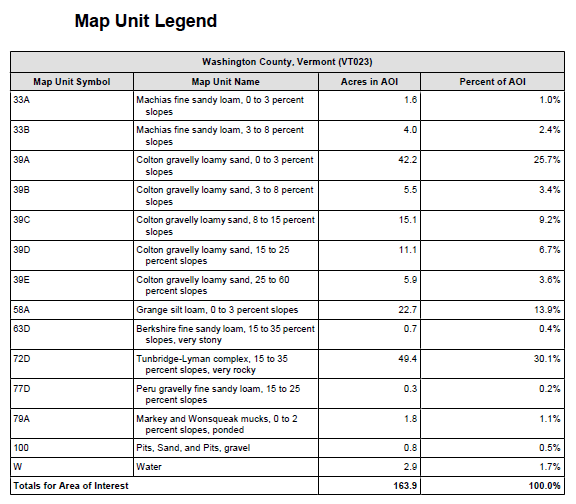 Map Unit Legend
Washington County, Vermont (VT023)
Map Unit Symbol Map Unit Name Acres in AOI Percent of AOI
33A Machias fine sandy loam, 0 to 3 percent 1.6 1.0%
slopes
33B Machias fine sandy loam, 3 to 8 percent 4.0 2.4%
slopes
39A Colton gravelly loamy sand, 0 to 3 percent 42.2 25.7%
slopes
39B Colton gravelly loamy sand, 3 to 8 percent 5.5 3.4%
slopes
39C Colton gravelly loamy sand, 8 to 15 percent 15.1 9.2%
slopes
39D Colton gravelly loamy sand, 15 to 25 11.1 6.7%
percent slopes
39E Colton gravelly loamy sand, 25 to 60 5.9 3.6%
percent slopes
58A Grange silt loam, 0 to 3 percent slopes 22.7 13.9%
63D Berkshire fine sandy loam, 15 to 35 percent 0.7 0.4%
slopes, very stony
72D Tunbridge-Lyman complex, 15 to 35 49.4 30.1%
percent slopes, very rocky
77D Peru gravelly fine sandy loam, 15 to 25 0.3 0.2%
percent slopes
79A Markey and Wonsqueak mucks, 0 to 2 1.8 1.1%
percent slopes, ponded
100 Pits, Sand, and Pits, gravel 0.8 0.5%
W Water 2.9 1.7%
Totals for Area of Interest 163.9 100.0%